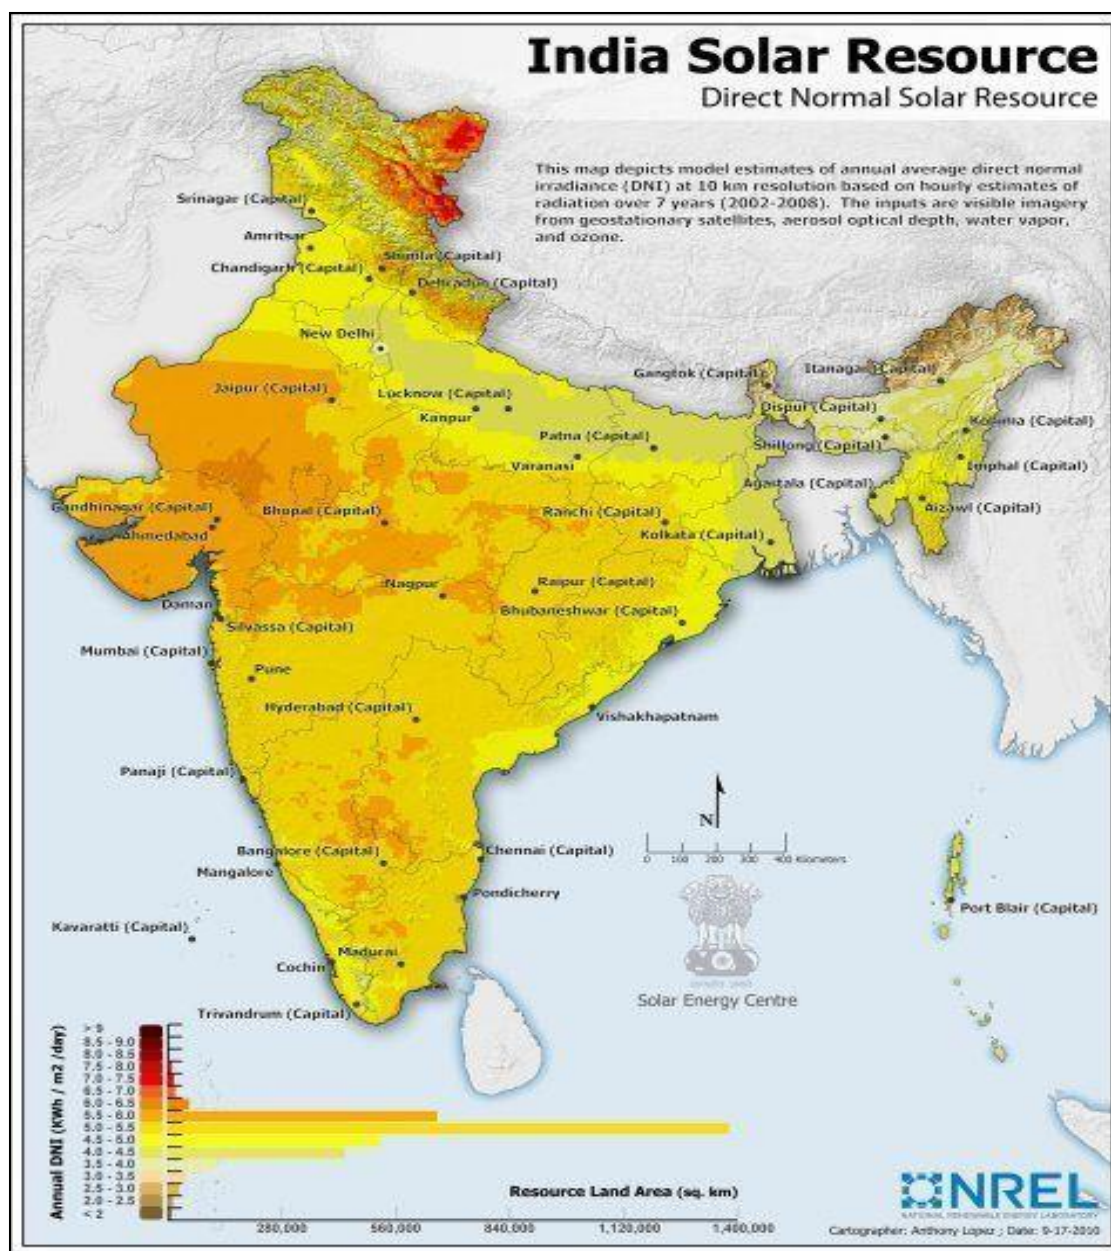 India Solar Resource
Direct Normal Solar Resource
This map depicts model estimates of annual average direct normal
irradiance (DNI) at 10 km resolution based on hourly estimates of
radiation over 7 years (2002-2008). The inputs are visible imagery
from geostationary satellites, aerosol optical depth, water vapor,
and ozone.
Srinagar (Capital)
Amritsar
Shimla (Capital)
Chandigarh (Capital)
Dehradun (Capital)
New Delhi
Gangtok (Capital)
Itanagar (Capital)
Jaipur (Capital)
Lucknow (Capital)
Kanpur
Dispur (Capital)
Kohima (Capital)
Patna (Capital)
Shillong (Capital)
Varanasi
Imphal (Capital)
Agartala (Capital)
Gandhinagar (Capital)
Bhopal (Capital)
Ranchi (Capital)
Aizawl (Capital)
Ahmedabad
Kolkata (Capital)
Nagpur
Raipur (Capital)
Daman
Bhubaneshwar (Capital)
Silvassa (Capital)
Mumbai (Capital)
Pune
Hyderabad (Capital)
Vishakhapatnam
Panaji (Capital)
N
Bangalore (Capital)
Chennai (Capital)
0 100 200 300 400 Kilometers
Mangalore
Pondicherry
Port Blair (Capital)
Kavaratti (Capital)
Madurai
Cochin
Solar Energy Centre
Trivandrum (Capital)
Annual DNI (KWh / m2 /day)
> 9
8.5 - 9.0
8.0 - 8.5
7.5 - 8.0
7.0 - 7.5
6.5 - 7.0
6.0 - 6.5
5.5 - 6.0
5.0 - 5.5
4.5 - 5.0
4.0 - 4.5
3.5 - 4.0
3.0 - 3.5
2.5 - 3.0
2.0 - 2.5
< 2
Resource Land Area (sq. km)
280,000 560,000 840,000 1,120,000 1,400,000
NREL
NATIONAL RENEWABLE ENERGY LABORATORY
Cartographer: Anthony Lopez ; Date: 9-17-2010